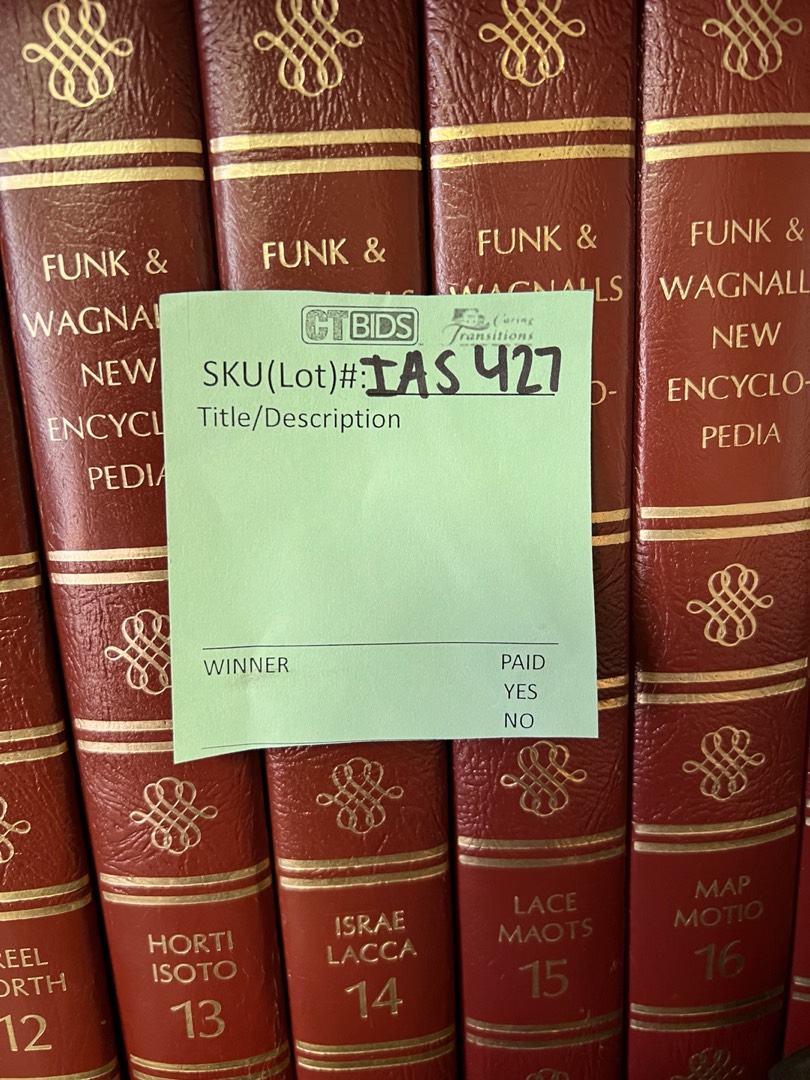 FUNK &
WAGNAL
NEW
ENCYCL
PEDIA
REEL
ORTH
12
HORTI
ISOTO
13
FUNK &
ISRAE
LACCA
14
FUNK &
WAGNALLS
O-
LACE
MAOTS
15
FUNK &
WAGNALL
NEW
ENCYCLO-
PEDIA
MAP
MOTIO
16
CTBIDS Caring
Transitions
SKU(Lot)#: IAS 427
Title/Description
WINNER PAID
YES
NO